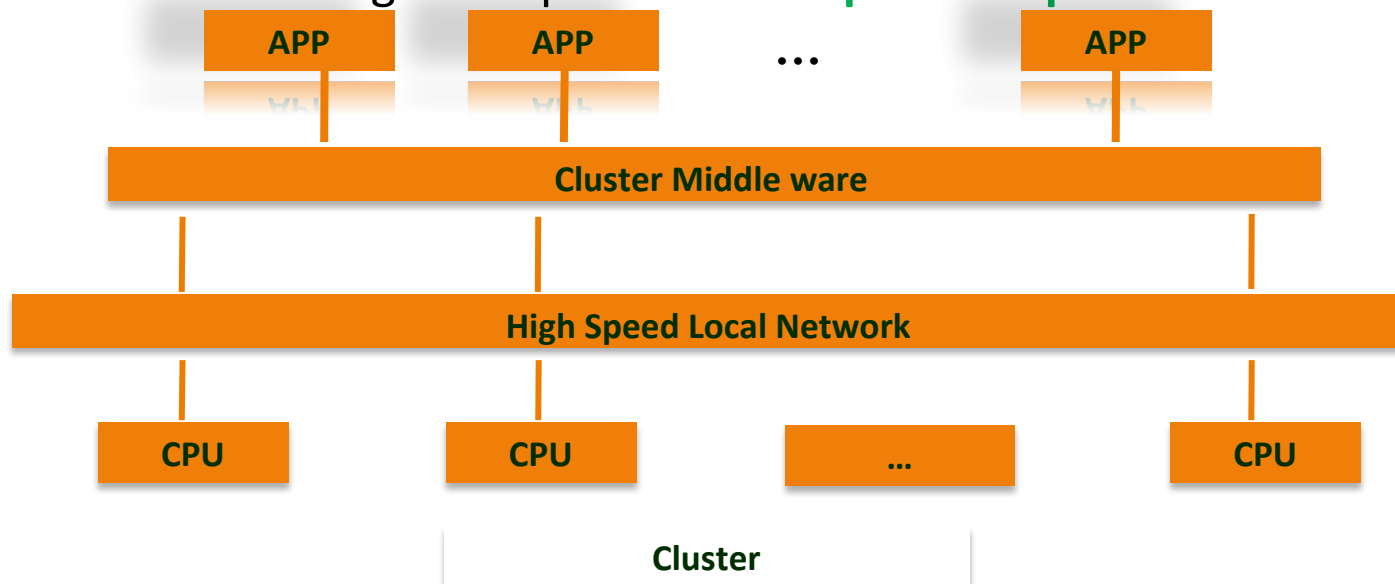 APP APP ... APP
Cluster Middle ware
High Speed Local Network
CPU CPU ... CPU
Cluster